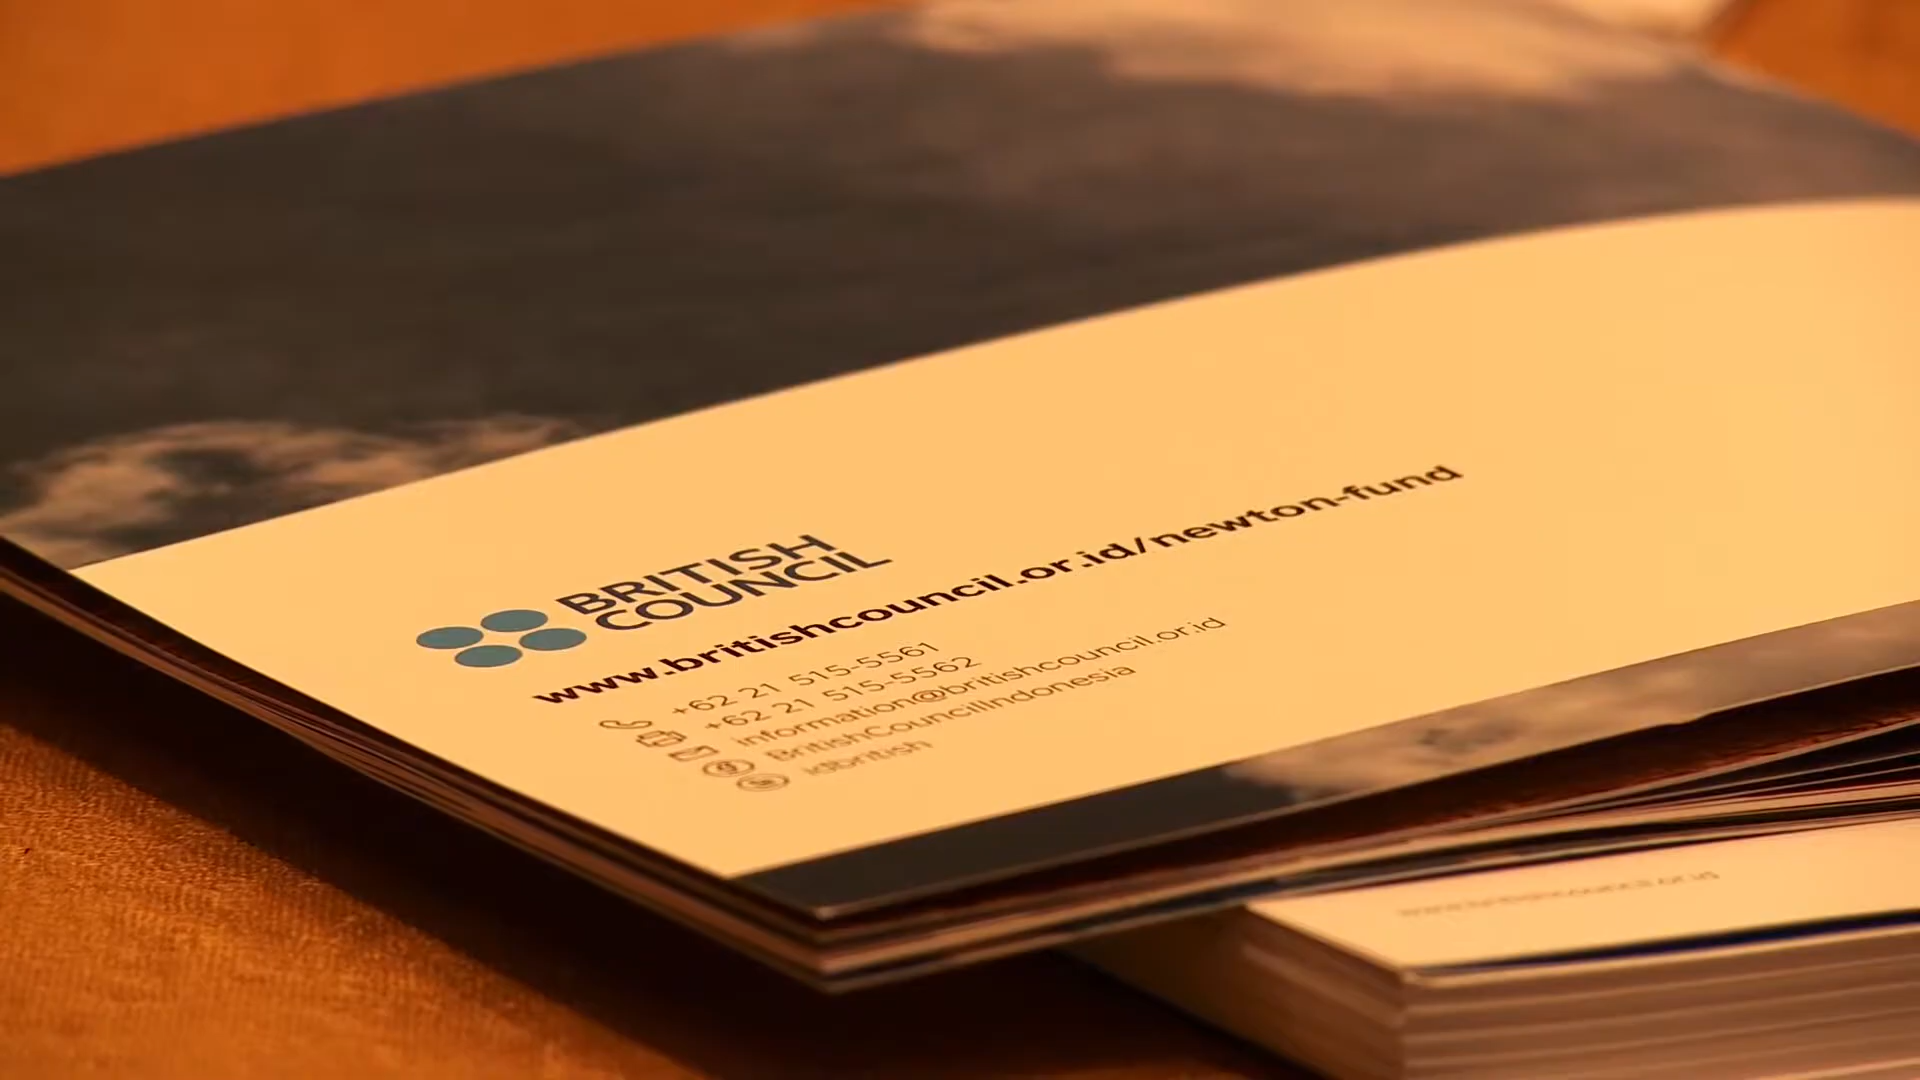 BRITISH
COUNCIL
www.britishcouncil.or.id/newton-fund
+62 21 515-5561
+62 21 515-5562
information@britishcouncil.or.id
BritishCouncilIndonesia
idbritish
www.britishcouncil.or.id